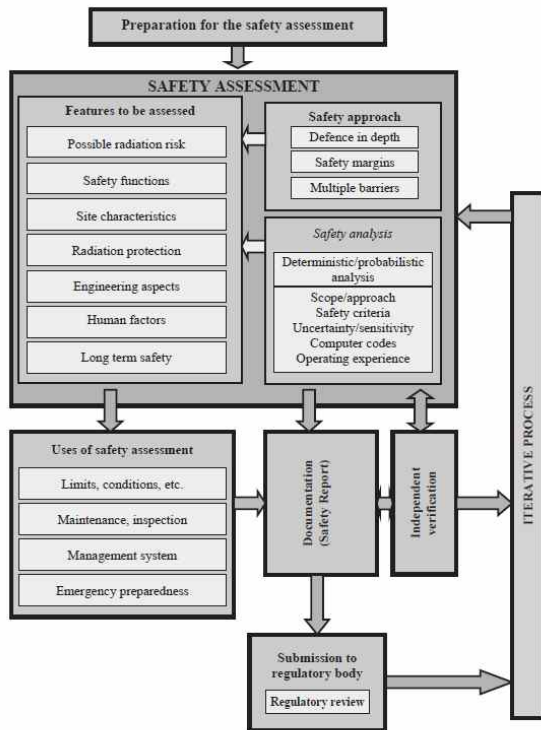 Preparation for the safety assessment
SAFETY ASSESSMENT
Features to be assessed
Possible radiation risk
Safety functions
Site characteristics
Radiation protection
Engineering aspects
Human factors
Long term safety
Safety approach
Defence in depth
Safety margins
Multiple barriers
Safety analysis
Deterministic/probabilistic
analysis
Scope/approach
Safety criteria
Uncertainty/sensitivity
Computer codes
Operating experience
Uses of safety assessment
Limits, conditions, etc.
Maintenance, inspection
Management system
Emergency preparedness
Documentation
(Safety Report)
Independent
verification
Submission to
regulatory body
Regulatory review
ITERATIVE PROCESS